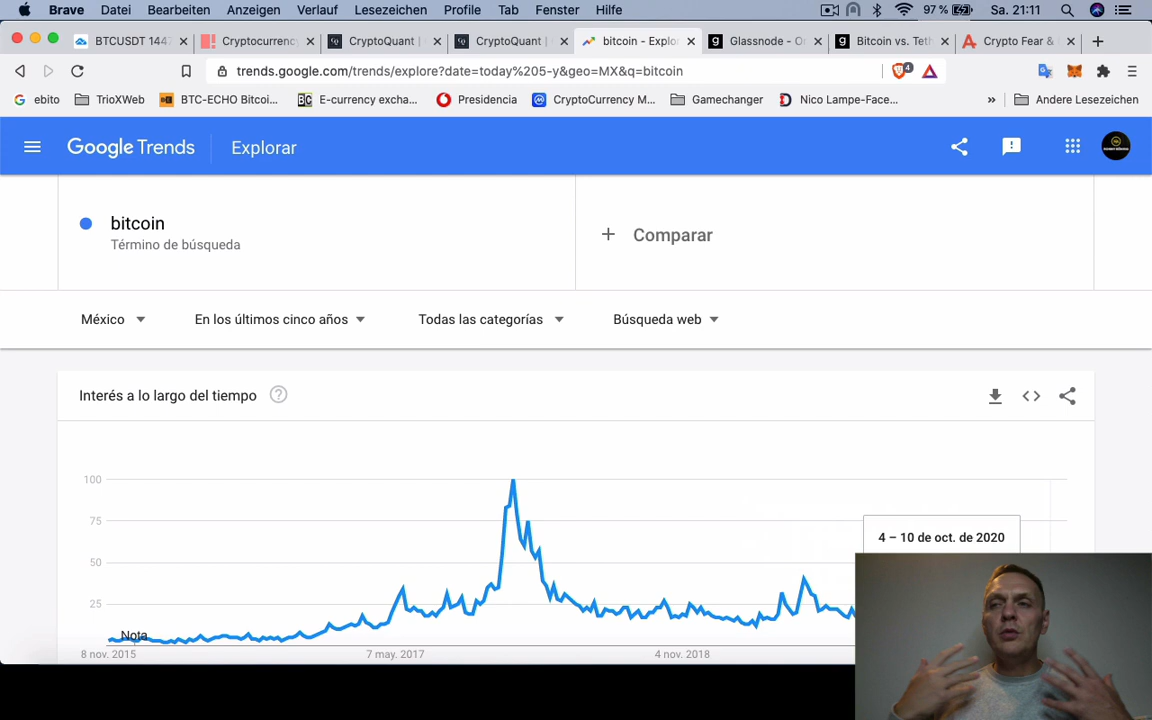 Brave Datei Bearbeiten Anzeigen Verlauf Lesezeichen Profile Tab Fenster Hilfe 97 % Sa. 21:11
BTCUSDT 144 Cryptocurrency CryptoQuant | CryptoQuant | bitcoin - Explo Glassnode - O Bitcoin vs. Tet Crypto Fear &
trends.google.com/trends/explore?date=today%205-y&geo=MX&q=bitcoin 4
ebito TrioXWeb BTC-ECHO Bitcoi... E-currency excha... Presidencia CryptoCurrency M... Gamechanger Nico Lampe-Face... » Andere Lesezeichen
Google Trends Explorar
bitcoin
Término de búsqueda
+ Comparar
México En los últimos cinco años Todas las categorías Búsqueda web
Interés a lo largo del tiempo
100
75
50
25
4 – 10 de oct. de 2020
Nota
8 nov. 2015 7 may. 2017 4 nov. 2018